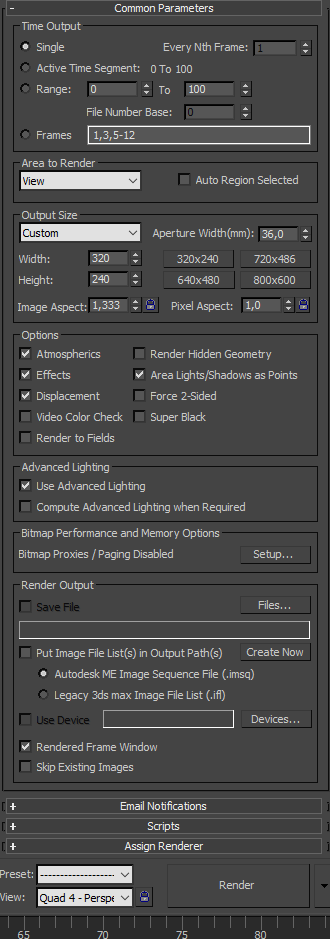 - Common Parameters
Time Output
Single Every Nth Frame: 1
Active Time Segment: 0 To 100
Range: 0 To 100
File Number Base: 0
Frames 1,3,5-12
Area to Render
View Auto Region Selected
Output Size
Custom Aperture Width(mm): 36,0
Width: 320 320x240 720x486
Height: 240 640x480 800x600
Image Aspect: 1,333 Pixel Aspect: 1,0
Options
Atmospherics Render Hidden Geometry
Effects Area Lights/Shadows as Points
Displacement Force 2-Sided
Video Color Check Super Black
Render to Fields
Advanced Lighting
Use Advanced Lighting
Compute Advanced Lighting when Required
Bitmap Performance and Memory Options
Bitmap Proxies / Paging Disabled Setup...
Render Output
Save File Files...
Put Image File List(s) in Output Path(s) Create Now
Autodesk ME Image Sequence File (.imsq)
Legacy 3ds max Image File List (.ifl)
Use Device Devices...
Rendered Frame Window
Skip Existing Images
+ Email Notifications
+ Scripts
+ Assign Renderer
Preset: --------------------
View: Quad 4 - Perspe Render
65 70 75 80